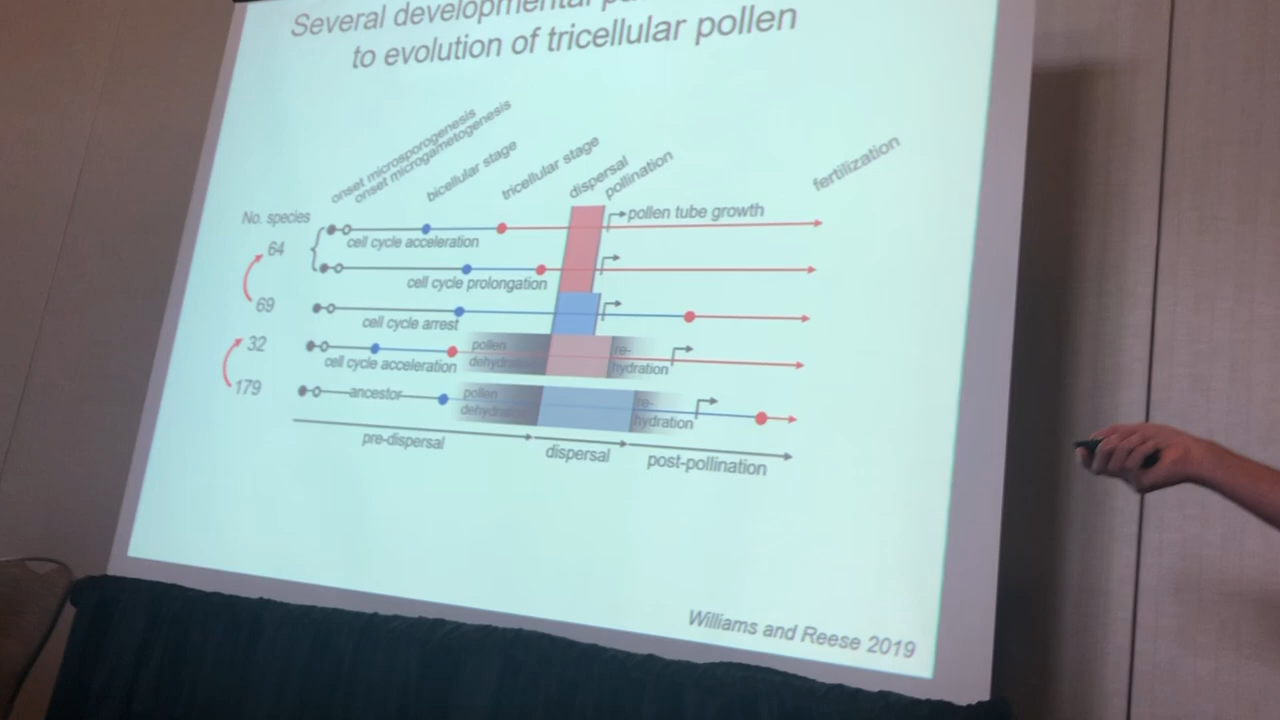 Several developmental
to evolution of tricellular pollen
onset microsporogenesis
onset microgametogenesis
bicellular stage
tricellular stage
dispersal
pollination
fertilization
No. species
pollen tube growth
64
cell cycle acceleration
cell cycle prolongation
69
cell cycle arrest
32
pollen
dehydration
re-
hydration
cell cycle acceleration
179
ancestor
pollen
dehydration
re-
hydration
pre-dispersal
dispersal
post-pollination
Williams and Reese 2019